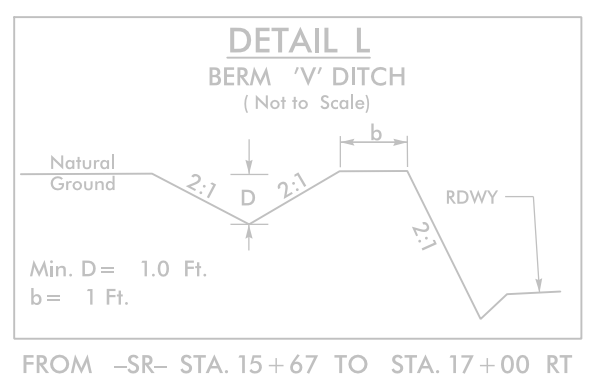 DETAIL L
BERM 'V' DITCH
( Not to Scale)
b
Natural
Ground
2:1
D
2:1
RDWY
2:1
Min. D= 1.0 Ft.
b= 1 Ft.
FROM -SR- STA. 15+67 TO STA. 17+00 RT